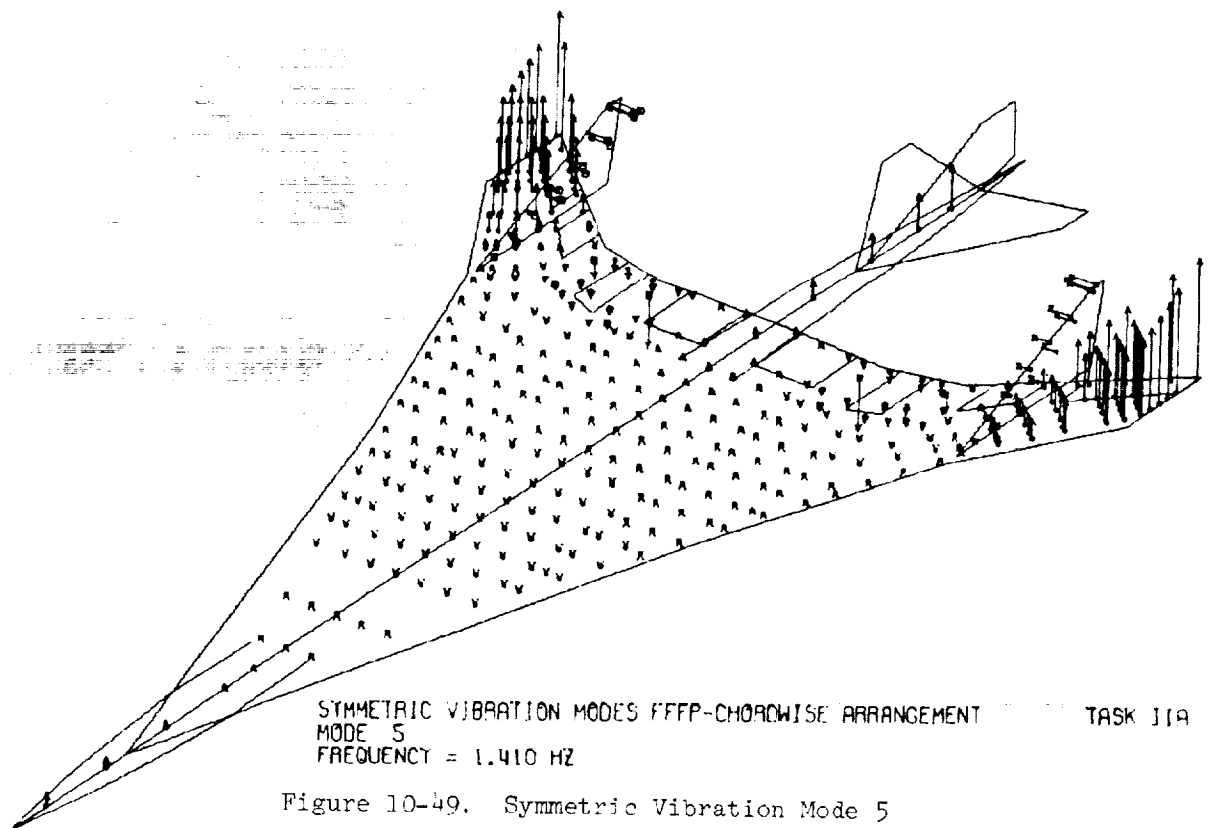 SYMMETRIC VIBRATION MODES FFFP-CHORDWISE ARRANGEMENT TASK IIA
MODE 5
FREQUENCY = 1.410 HZ
Figure 10-49. Symmetric Vibration Mode 5